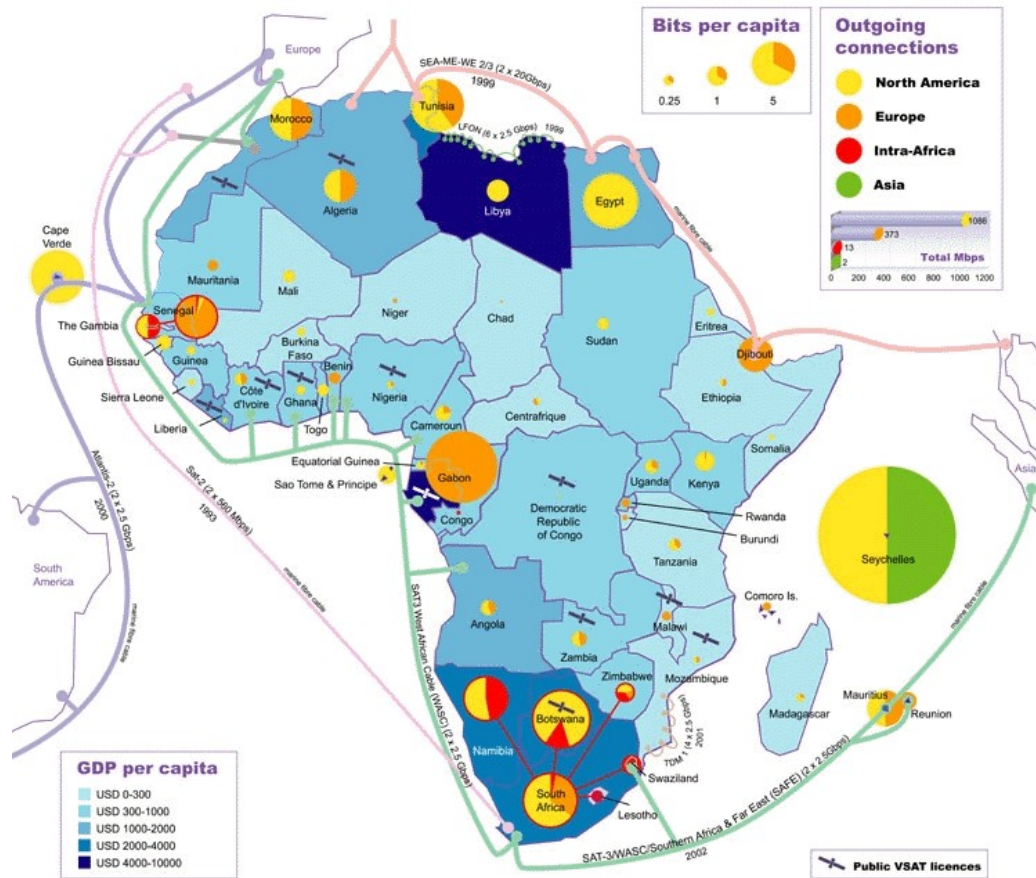 Bits per capita
0.25
1
5
Outgoing
connections
North America
Europe
Intra-Africa
Asia
1086
373
13
2
Total Mbps
0 200 400 600 800 1000 1200
Europe
SEA-ME-WE 2/3 (2 x 20Gbps)
1999
Morocco
Tunisia
LFON (6 x 2.5 Gbps) 1999
Algeria
Libya
Egypt
marine fibre cable
Cape
Verde
Mauritania
Mali
Niger
Chad
Sudan
Eritrea
Djibouti
Senegal
The Gambia
Guinea Bissau
Guinea
Burkina
Faso
Benin
Sierra Leone
Côte
d'Ivoire
Ghana
Nigeria
Togo
Liberia
Cameroun
Centrafrique
Ethiopia
Somalia
Equatorial Guinea
Sao Tome & Principe
Gabon
Congo
Democratic
Republic
of Congo
Uganda
Kenya
Rwanda
Burundi
Tanzania
Seychelles
Asia
Atlantis-2 (2 x 2.5 Gbps)
2000
Sat-2 (2 x 560 Mbps)
1993
marine fibre cable
marine fibre cable
South
America
SAT3 West African Cable (WASC) (2 x 2.5 Gbps)
Angola
Zambia
Malawi
Comoro Is.
Mozambique
Zimbabwe
Madagascar
Mauritius
Reunion
marine fibre cable
Namibia
Botswana
TDM 1 (4 x 2.5 Gbps)
2001
Swaziland
South
Africa
Lesotho
SAT-3/WASC/Southern Africa & Far East (SAFE) (2 x 2.5Gbps)
2002
GDP per capita
USD 0-300
USD 300-1000
USD 1000-2000
USD 2000-4000
USD 4000-10000
Public VSAT licences